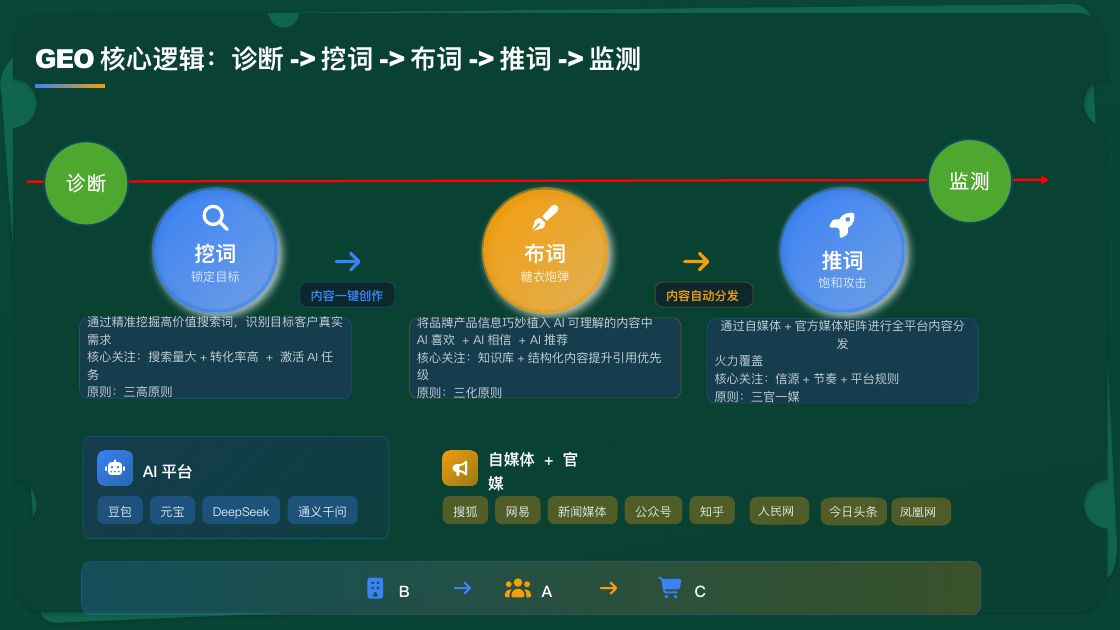 GEO 核心逻辑：诊断 -> 挖词 -> 布词 -> 推词 -> 监测
诊断
监测
挖词
锁定目标
内容一键创作
布词
糖衣炮弹
内容自动分发
推词
饱和攻击
通过精准挖掘高价值搜索词，识别目标客户真实
需求
核心关注：搜索量大 + 转化率高 + 激活 AI 任
务
原则：三高原则
将品牌产品信息巧妙植入 AI 可理解的内容中
AI 喜欢 + AI 相信 + AI 推荐
核心关注：知识库 + 结构化内容提升引用优先
级
原则：三化原则
通过自媒体 + 官方媒体矩阵进行全平台内容分
发
火力覆盖
核心关注：信源 + 节奏 + 平台规则
原则：三官一媒
AI 平台
豆包
元宝
DeepSeek
通义千问
自媒体 + 官
媒
搜狐
网易
新闻媒体
公众号
知乎
人民网
今日头条
凤凰网
B
A
C